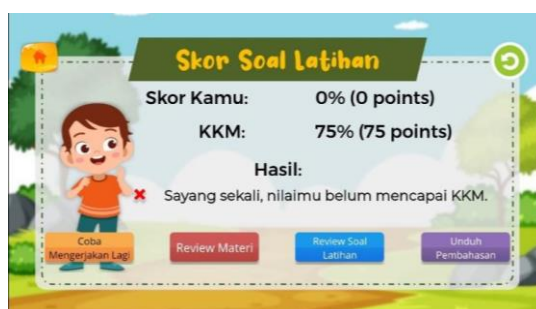 Skor Soal Latihan
Skor Kamu: 0% (0 points)
KKM: 75% (75 points)
Hasil:
Sayang sekali, nilaimu belum mencapai KKM.
Coba
Mengerjakan Lagi
Review Materi
Review Soal
Latihan
Unduh
Pembahasan